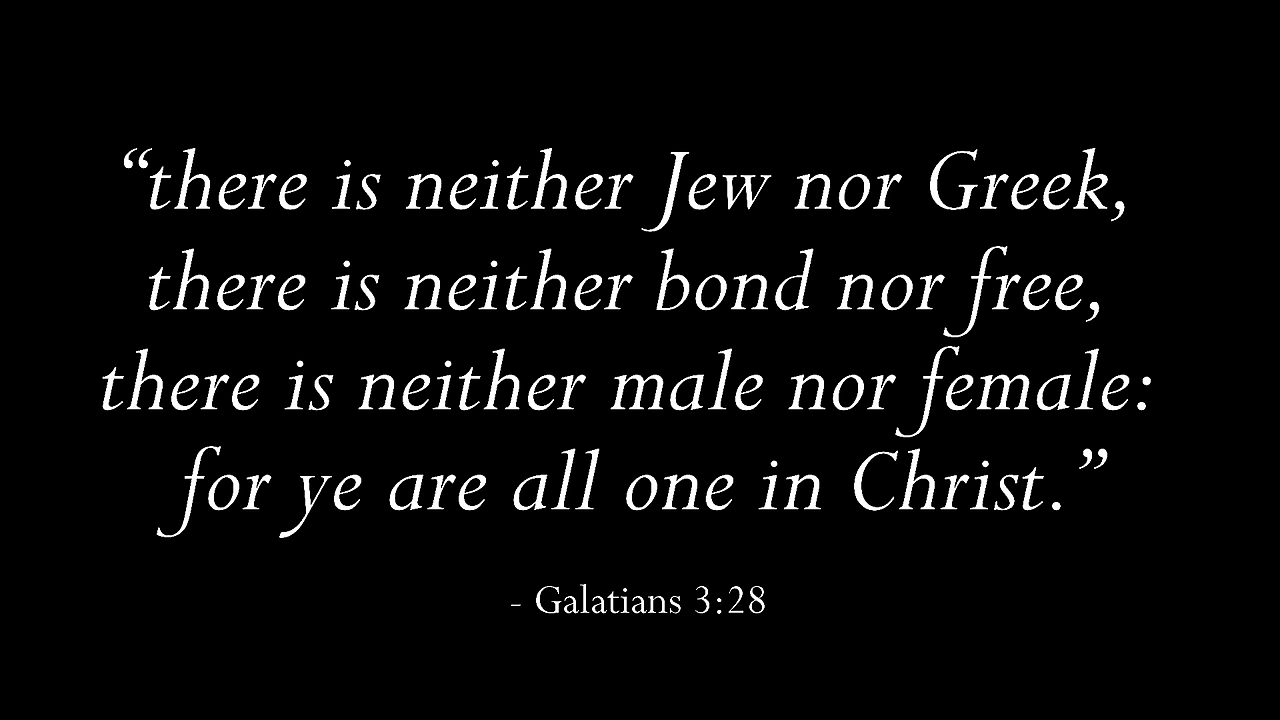 “there is neither Jew nor Greek,
there is neither bond nor free,
there is neither male nor female:
for ye are all one in Christ.”
- Galatians 3:28